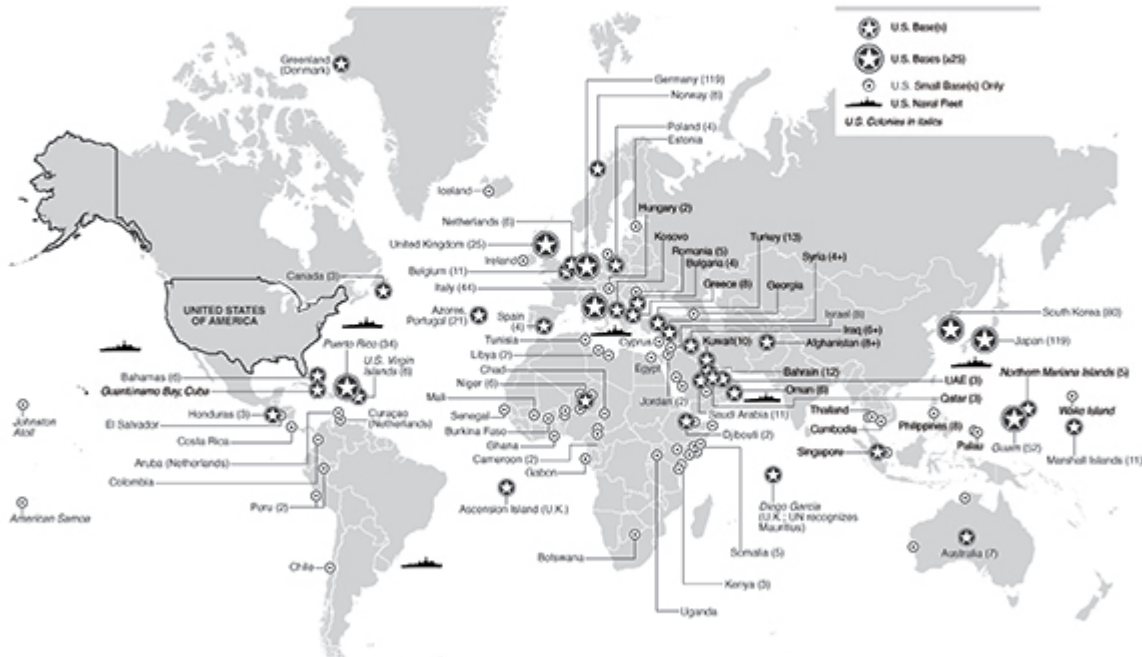 U.S. Base(s)
U.S. Bases (≥25)
U.S. Small Base(s) Only
U.S. Naval Fleet
U.S. Colonies in italics
Greenland
(Denmark)
Germany (119)
Norway (6)
Poland (4)
Estonia
Iceland
Hungary (2)
Netherlands (6)
Kosovo
Turkey (13)
United Kingdom (25)
Romania (5)
Syria (4+)
Ireland
Bulgaria (4)
Belgium (11)
Canada (3)
Italy (44)
Greece (8)
Georgia
UNITED STATES
OF AMERICA
Azores,
Portugal (21)
Spain
(4)
Israel (8)
South Korea (80)
Iraq (6+)
Puerto Rico (34)
Tunisia
Cyprus
Kuwait(10)
Afghanistan (8+)
Japan (119)
U.S. Virgin
Islands (6)
Libya (2)
Egypt
Bahamas (6)
Chad
Bahrain (12)
Northern Mariana Islands (5)
Guantánamo Bay, Cuba
Niger (6)
UAE (3)
Oman (6)
Mali
Jordan (2)
Qatar (3)
Johnston
Atoll
Honduras (3)
Curaçao
(Netherlands)
Senegal
Saudi Arabia (11)
Thailand
Wake Island
El Salvador
Burkina Faso
Djibouti (2)
Cambodia
Philippines (8)
Costa Rica
Ghana
Palau
Guam (52)
Cameroon (2)
Singapore
Marshall Islands (11)
Aruba (Netherlands)
Gabon
Colombia
American Samoa
Peru (2)
Ascension Island (U.K.)
Diego Garcia
(U.K.; UN recognizes
Mauritius)
Botswana
Somalia (5)
Australia (7)
Chile
Kenya (3)
Uganda